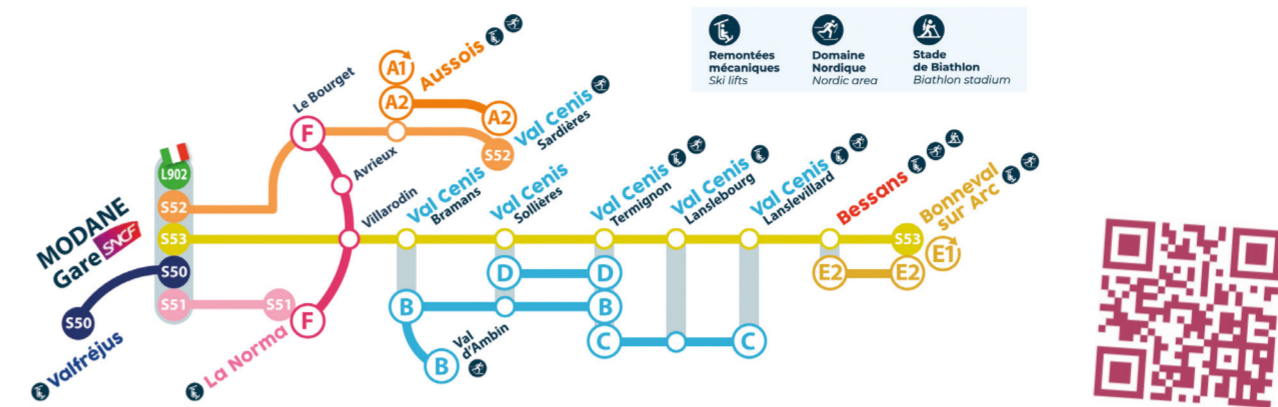 Remontées
mécaniques
Ski lifts
Domaine
Nordique
Nordic area
Stade
de Biathlon
Biathlon stadium
MODANE
Gare SNCF
L902
S52
S53
S50
S51
S50
Valfréjus
S51
La Norma
F
Le Bourget
F
Avrieux
Villarodin
A1
A2
Aussois
A2
S52
Val Cenis
Sardières
Val Cenis
Bramans
Val Cenis
Sollières
Val Cenis
Termignon
Val Cenis
Lanslebourg
Val Cenis
Lanslevillard
Bessans
Bonneval
sur Arc
S53
E1
E2
E2
D
D
B
B
B
Val
d'Ambin
C
C